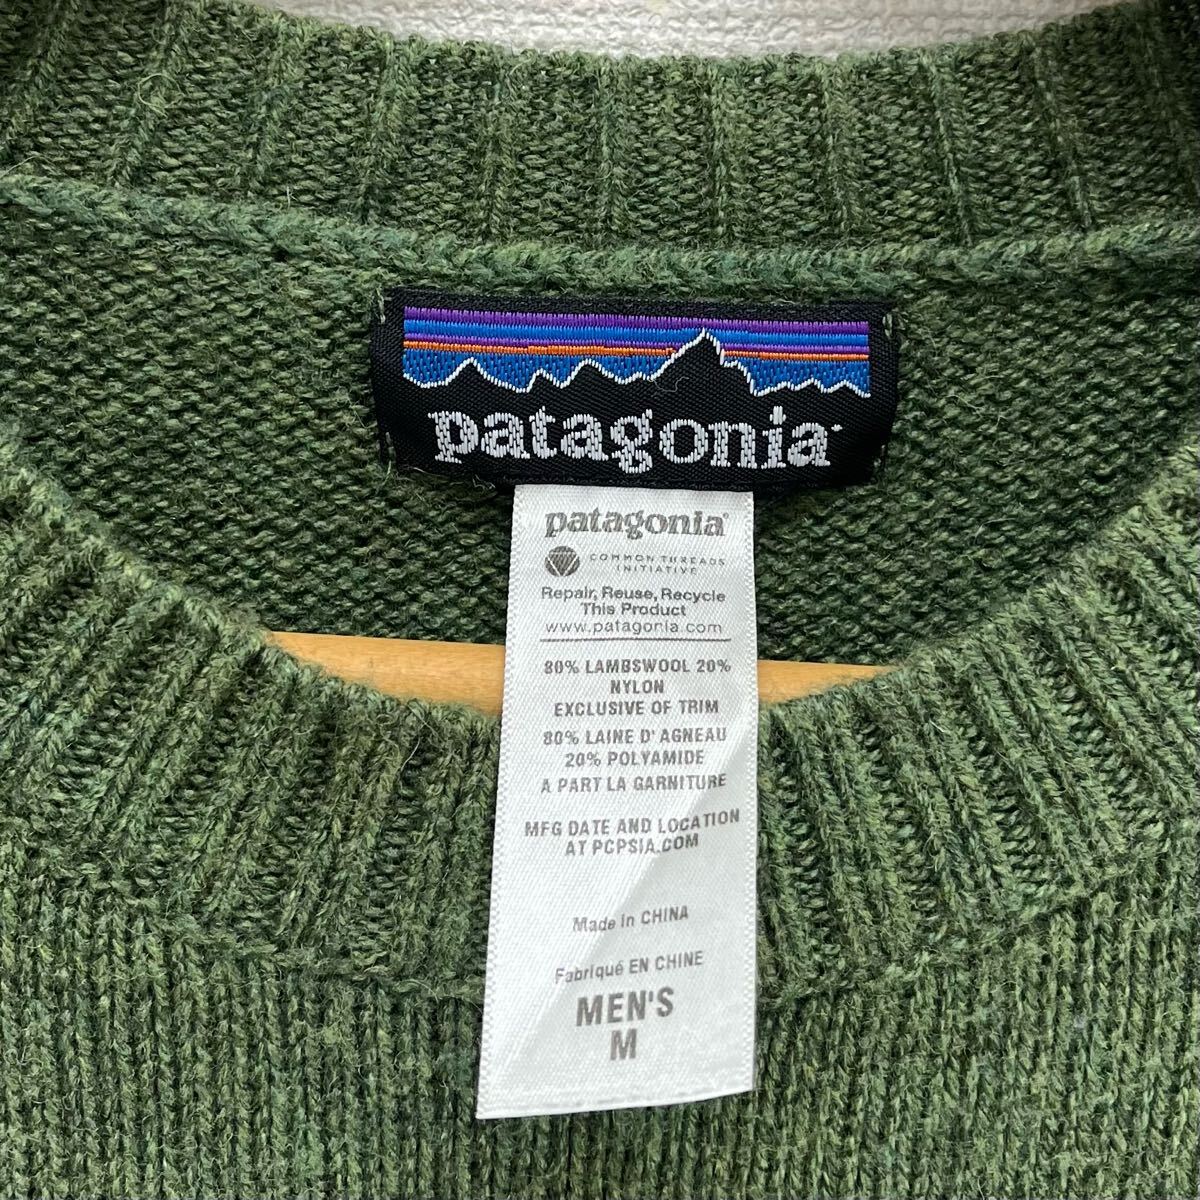 patagonia
patagonia
COMMON THREADS
INITIATIVE
Repair, Reuse, Recycle
This Product
www.patagonia.com
80% LAMBSWOOL 20%
NYLON
EXCLUSIVE OF TRIM
80% LAINE D'AGNEAU
20% POLYAMIDE
A PART LA GARNITURE
MFG DATE AND LOCATION
AT PCPSIA.COM
Made in CHINA
Fabriqué EN CHINE
MEN'S
M